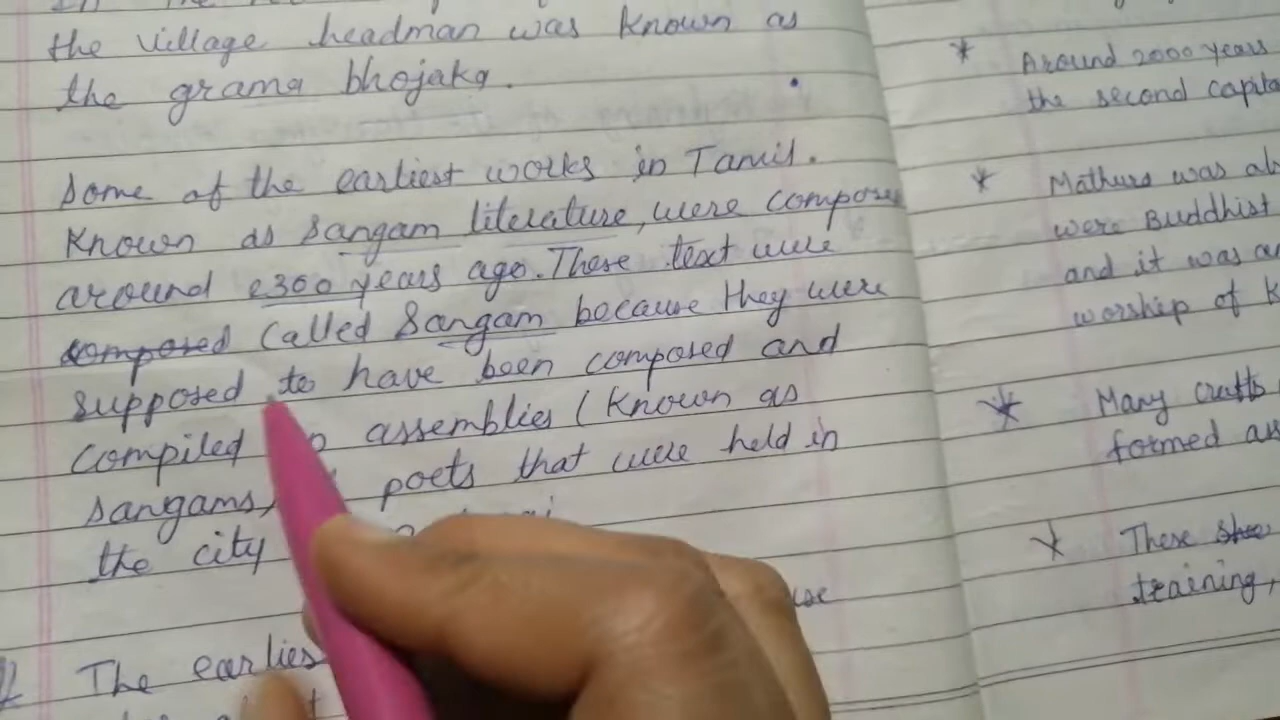 the village headman was known as
the grama bhojaka.
Some of the earliest works in Tamil.
Known as Sangam literature, were compose
around 2300 years ago. These text were
composed Called Sangam because they were
supposed to have been composed and
compiled assemblies (Known as
sangams, poets that were held in
the city
use
The earlies
* Around 2000 years
the second capita
* Mathura was als
were Buddhist
and it was a
worship of K
* Many crafts
formed as
* These
training,